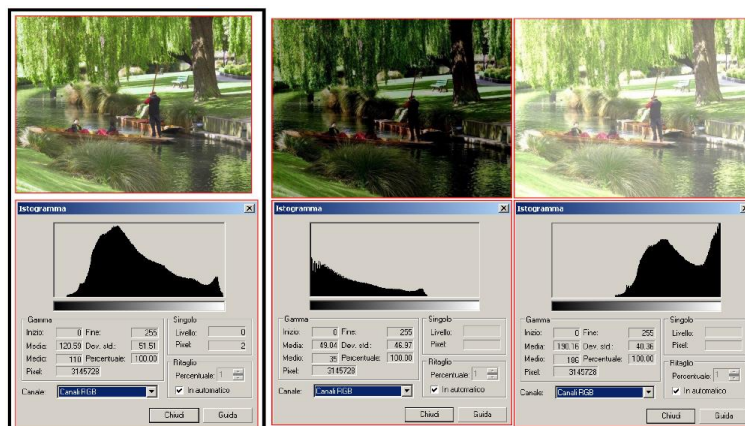 Istogramma
Gamma
Inizio: 0 Fine: 255
Media: 120.59 Dev. std.: 51.51
Medio: 110 Percentuale: 100.00
Pixel: 3145728
Singolo
Livello: 0
Pixel: 2
Ritaglio
Percentuale: 1
In automatico
Canale: Canali RGB
Chiudi Guida
Istogramma
Gamma
Inizio: 0 Fine: 255
Media: 49.04 Dev. std.: 46.97
Medio: 35 Percentuale: 100.00
Pixel: 3145728
Singolo
Livello:
Pixel:
Ritaglio
Percentuale: 1
In automatico
Canale: Canali RGB
Chiudi Guida
Istogramma
Gamma
Inizio: 0 Fine: 255
Media: 190.16 Dev. std.: 40.36
Medio: 186 Percentuale: 100.00
Pixel: 3145728
Singolo
Livello:
Pixel:
Ritaglio
Percentuale: 1
In automatico
Canale: Canali RGB
Chiudi Guida